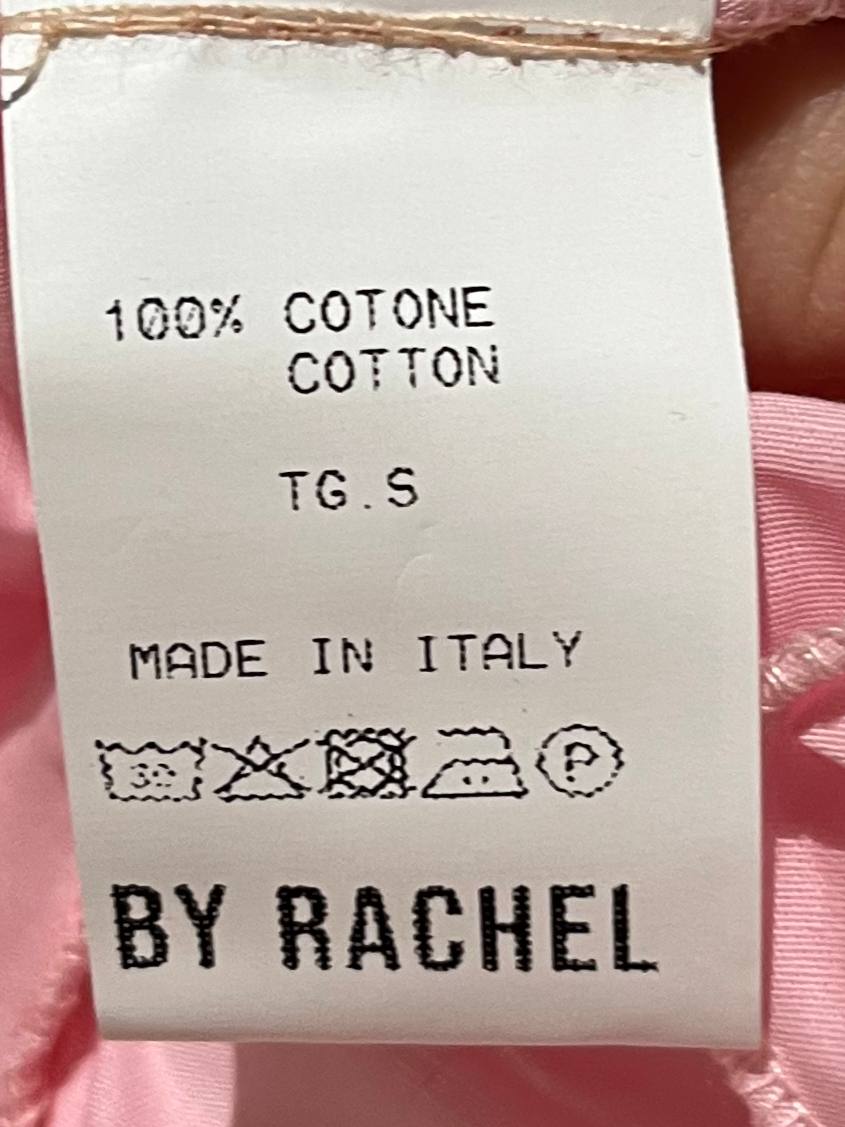 100% COTONE
COTTON
TG.S
MADE IN ITALY
30 P
BY RACHEL